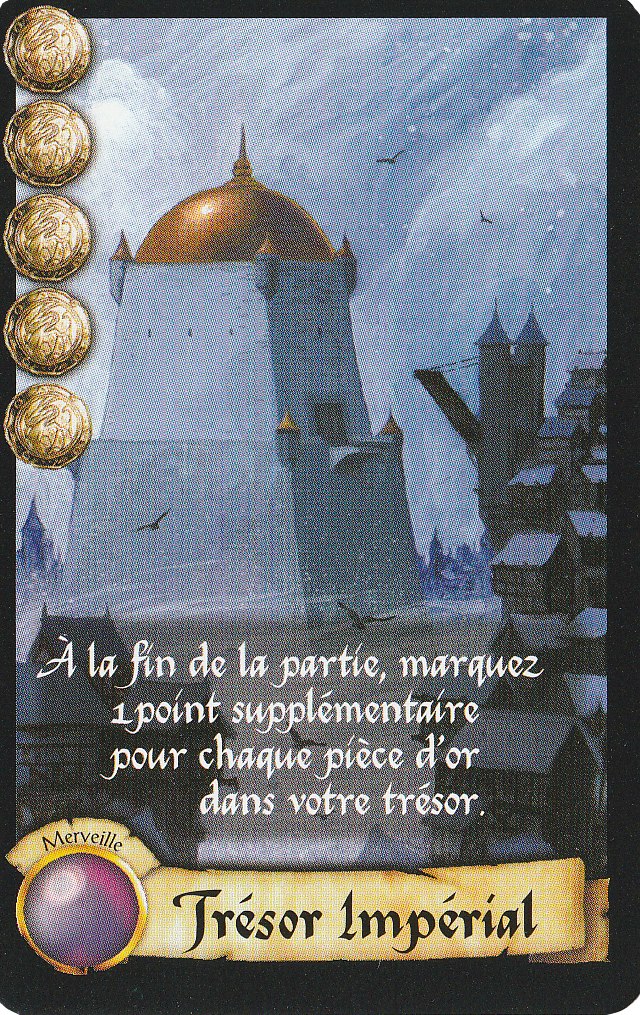 À la fin de la partie, marquez
1 point supplémentaire
pour chaque pièce d'or
dans votre trésor.
Merveille
Trésor Impérial